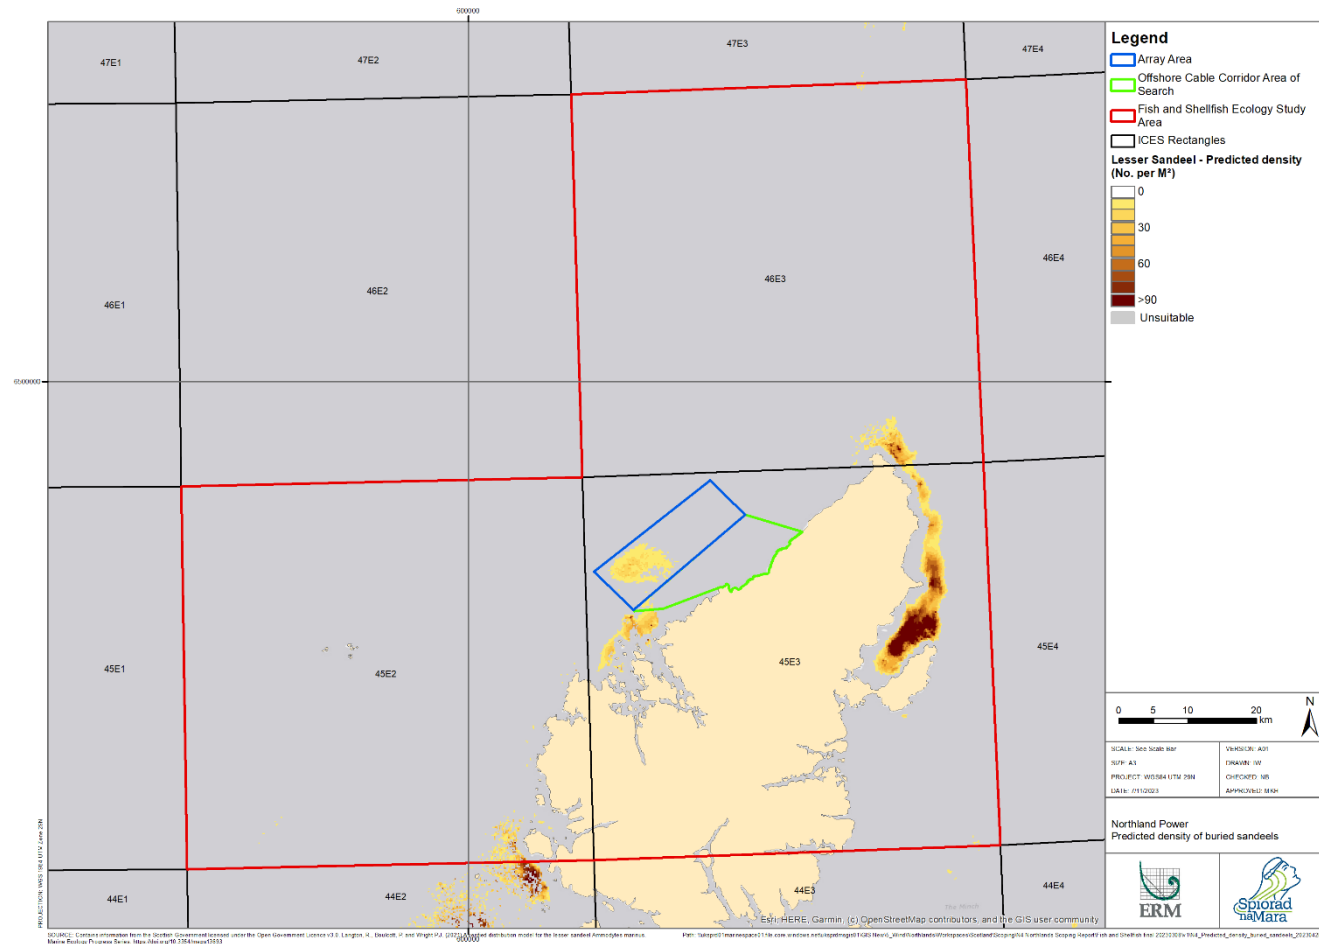 600000
47E1
47E2
47E3
47E4
46E1
46E2
46E3
46E4
45E1
45E2
45E3
45E4
44E1
44E2
44E3
44E4
600000
Esri, HERE, Garmin, (c) OpenStreetMap contributors, and the GIS user community
Legend
Array Area
Offshore Cable Corridor Area of
Search
Fish and Shellfish Ecology Study
Area
ICES Rectangles
Lesser Sandeel - Predicted density
(No. per M²)
0
30
60
>90
Unsuitable
0 5 10 20
km
N
SCALE: See Scale Bar
VERSION: A01
SIZE: A3
DRAWN: IW
PROJECT: WGS84 UTM 29N
CHECKED: NB
DATE: 7/11/2023
APPROVED: MKH
Northland Power
Predicted density of buried sandeels
ERM
Spiorad
naMara